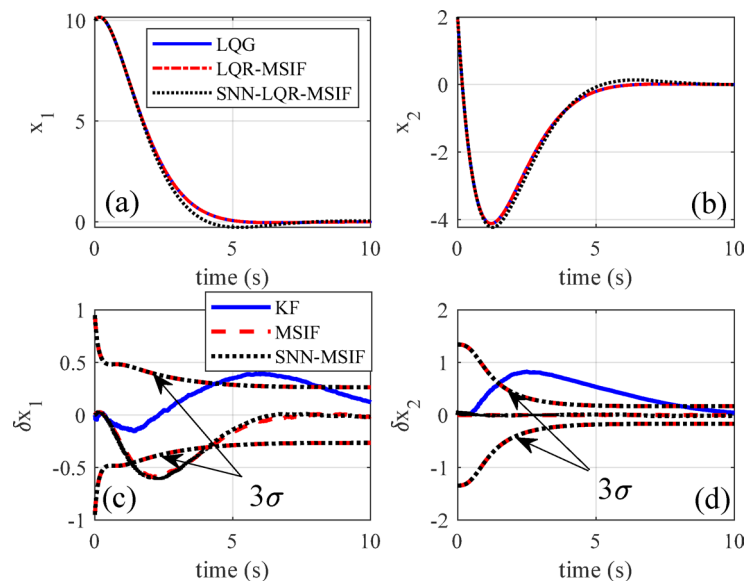 10
5
0
x1
LQG
LQR-MSIF
SNN-LQR-MSIF
(a)
0
5
10
time (s)
2
0
-2
-4
x2
(b)
0
5
10
time (s)
1
0.5
0
-0.5
-1
δx1
KF
MSIF
SNN-MSIF
3σ
(c)
0
5
10
time (s)
2
1
0
-1
-2
δx2
3σ
(d)
0
5
10
time (s)